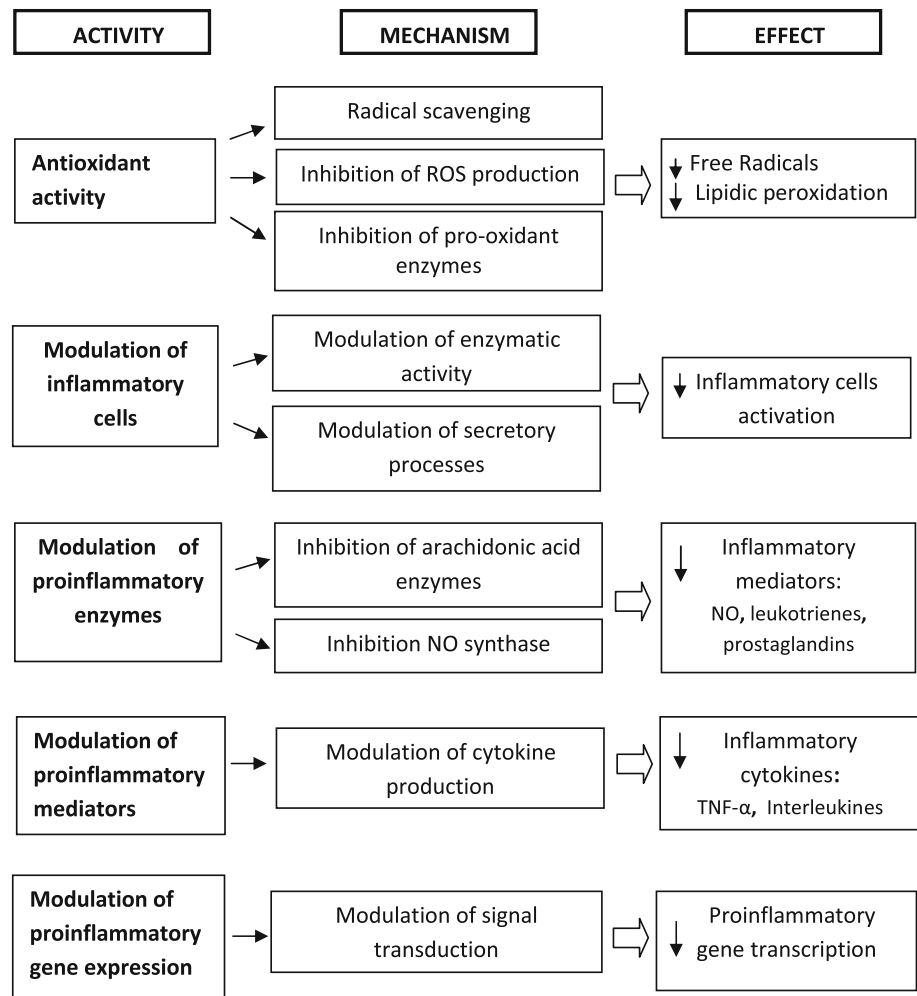 ACTIVITY
MECHANISM
EFFECT
Antioxidant
activity
Radical scavenging
Inhibition of ROS production
Inhibition of pro-oxidant
enzymes
Free Radicals
Lipidic peroxidation
Modulation of
inflammatory
cells
Modulation of enzymatic
activity
Modulation of secretory
processes
Inflammatory cells
activation
Modulation of
proinflammatory
enzymes
Inhibition of arachidonic acid
enzymes
Inhibition NO synthase
Inflammatory
mediators:
NO, leukotrienes,
prostaglandins
Modulation of
proinflammatory
mediators
Modulation of cytokine
production
Inflammatory
cytokines:
TNF-α, Interleukines
Modulation of
proinflammatory
gene expression
Modulation of signal
transduction
Proinflammatory
gene transcription